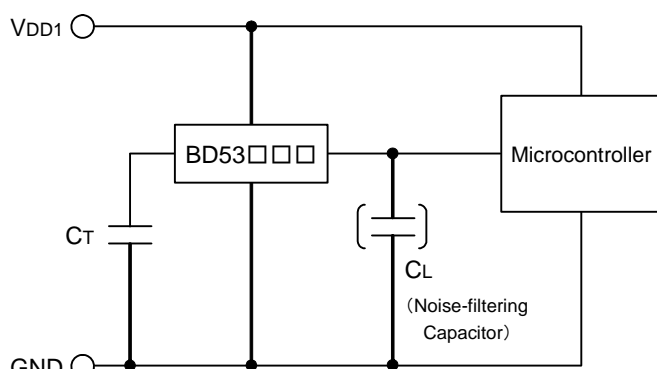 VDD1
BD53□□□
Microcontroller
CT
CL
（Noise-filtering
Capacitor）
GND